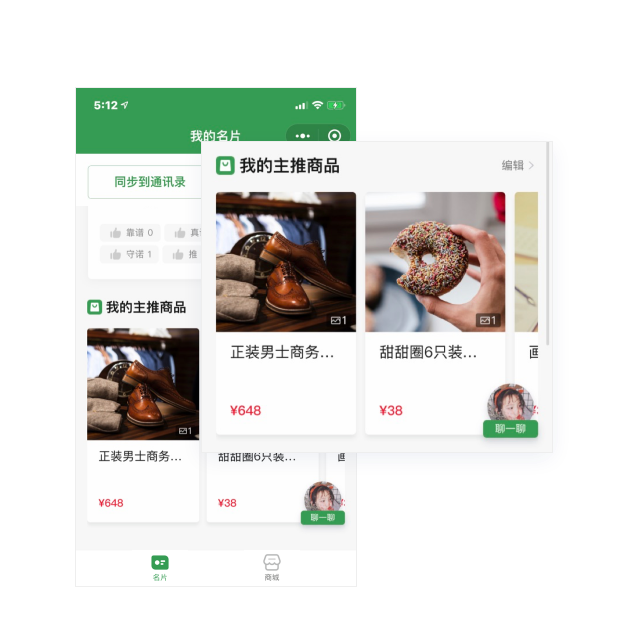 5:12
我的名片
同步到通讯录
靠谱 0
守诺 1
推
我的主推商品
1
正装男士商务...
¥648
甜甜圈6只装...
¥38
聊一聊
名片
商城
我的主推商品
编辑
1
正装男士商务...
¥648
1
甜甜圈6只装...
¥38
聊一聊